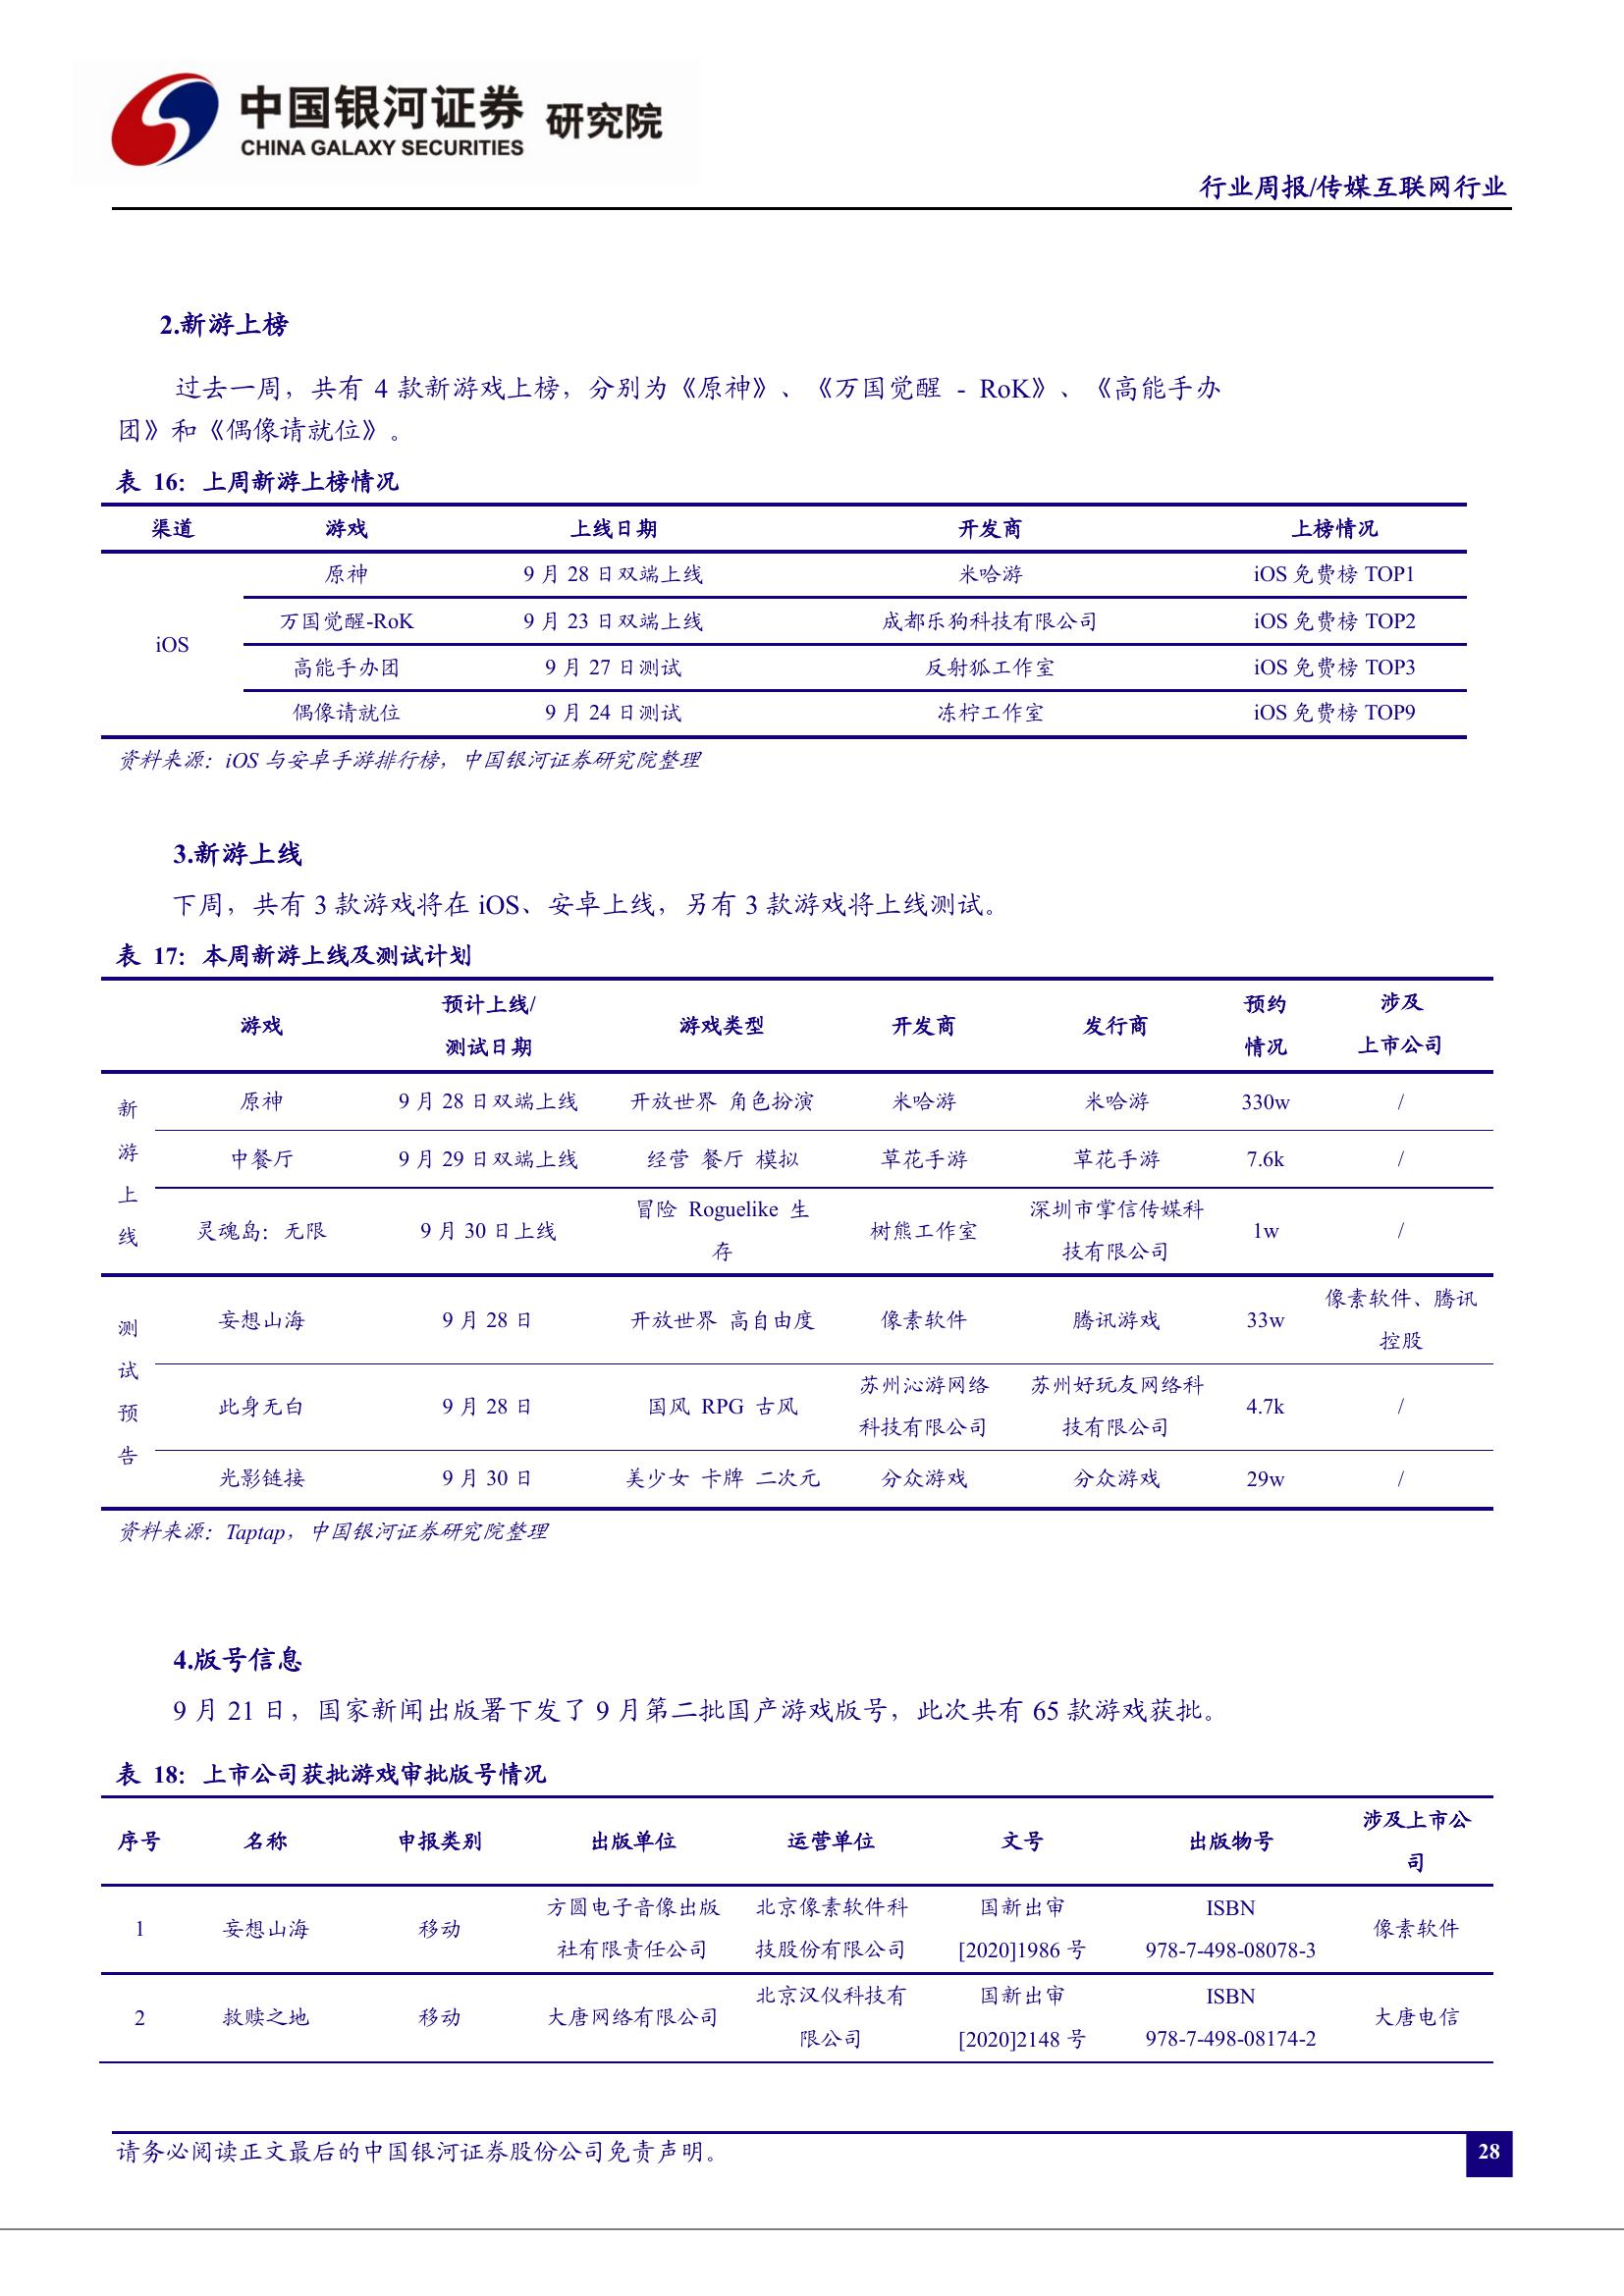 中国银河证券 研究院
CHINA GALAXY SECURITIES
行业周报/传媒互联网行业
2.新游上榜
过去一周，共有 4 款新游戏上榜，分别为《原神》、《万国觉醒 - RoK》、《高能手办
团》和《偶像请就位》。
表 16：上周新游上榜情况
渠道 游戏 上线日期 开发商 上榜情况
iOS
原神 9 月 28 日双端上线 米哈游 iOS 免费榜 TOP1
万国觉醒-RoK 9 月 23 日双端上线 成都乐狗科技有限公司 iOS 免费榜 TOP2
高能手办团 9 月 27 日测试 反射狐工作室 iOS 免费榜 TOP3
偶像请就位 9 月 24 日测试 冻柠工作室 iOS 免费榜 TOP9
资料来源：iOS 与安卓手游排行榜，中国银河证券研究院整理
3.新游上线
下周，共有 3 款游戏将在 iOS、安卓上线，另有 3 款游戏将上线测试。
表 17：本周新游上线及测试计划
游戏 预计上线/测试日期 游戏类型 开发商 发行商 预约情况 涉及上市公司
新游上线
原神 9 月 28 日双端上线 开放世界 角色扮演 米哈游 米哈游 330w /
中餐厅 9 月 29 日双端上线 经营 餐厅 模拟 草花手游 草花手游 7.6k /
灵魂岛：无限 9 月 30 日上线 冒险 Roguelike 生存 树熊工作室 深圳市掌信传媒科技有限公司 1w /
测试预告
妄想山海 9 月 28 日 开放世界 高自由度 像素软件 腾讯游戏 33w 像素软件、腾讯控股
此身无白 9 月 28 日 国风 RPG 古风 苏州沁游网络科技有限公司 苏州好玩友网络科技有限公司 4.7k /
光影链接 9 月 30 日 美少女 卡牌 二次元 分众游戏 分众游戏 29w /
资料来源：Taptap，中国银河证券研究院整理
4.版号信息
9 月 21 日，国家新闻出版署下发了 9 月第二批国产游戏版号，此次共有 65 款游戏获批。
表 18：上市公司获批游戏审批版号情况
序号 名称 申报类别 出版单位 运营单位 文号 出版物号 涉及上市公司
1 妄想山海 移动 方圆电子音像出版社有限责任公司 北京像素软件科技股份有限公司 国新出审[2020]1986 号 ISBN 978-7-498-08078-3 像素软件
2 救赎之地 移动 大唐网络有限公司 北京汉仪科技有限公司 国新出审[2020]2148 号 ISBN 978-7-498-08174-2 大唐电信
请务必阅读正文最后的中国银河证券股份公司免责声明。
28